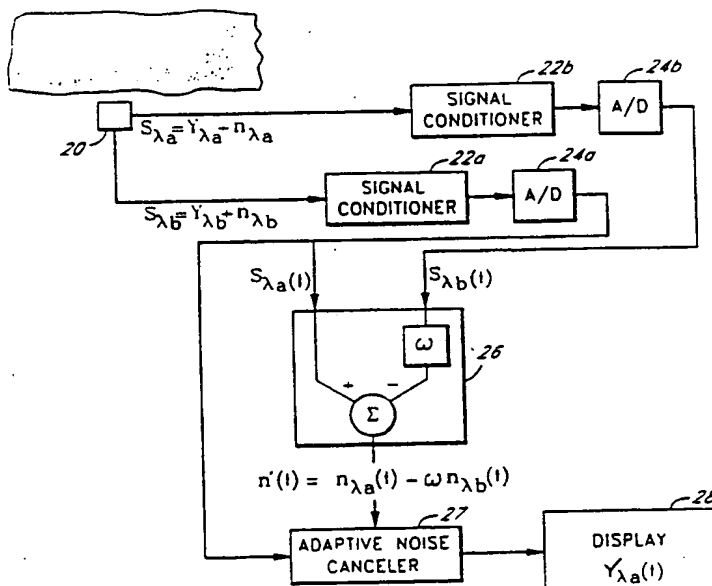 22b
24b
SIGNAL
CONDITIONER
A/D
20
Sλa=Yλa+nλa
22a
24a
SIGNAL
CONDITIONER
A/D
Sλb=Yλb+nλb
Sλa(t)
Sλb(t)
ω
26
+
−
Σ
n'(t) = nλa(t) − ωnλb(t)
27
28
ADAPTIVE NOISE
CANCELER
DISPLAY
Yλa(t)